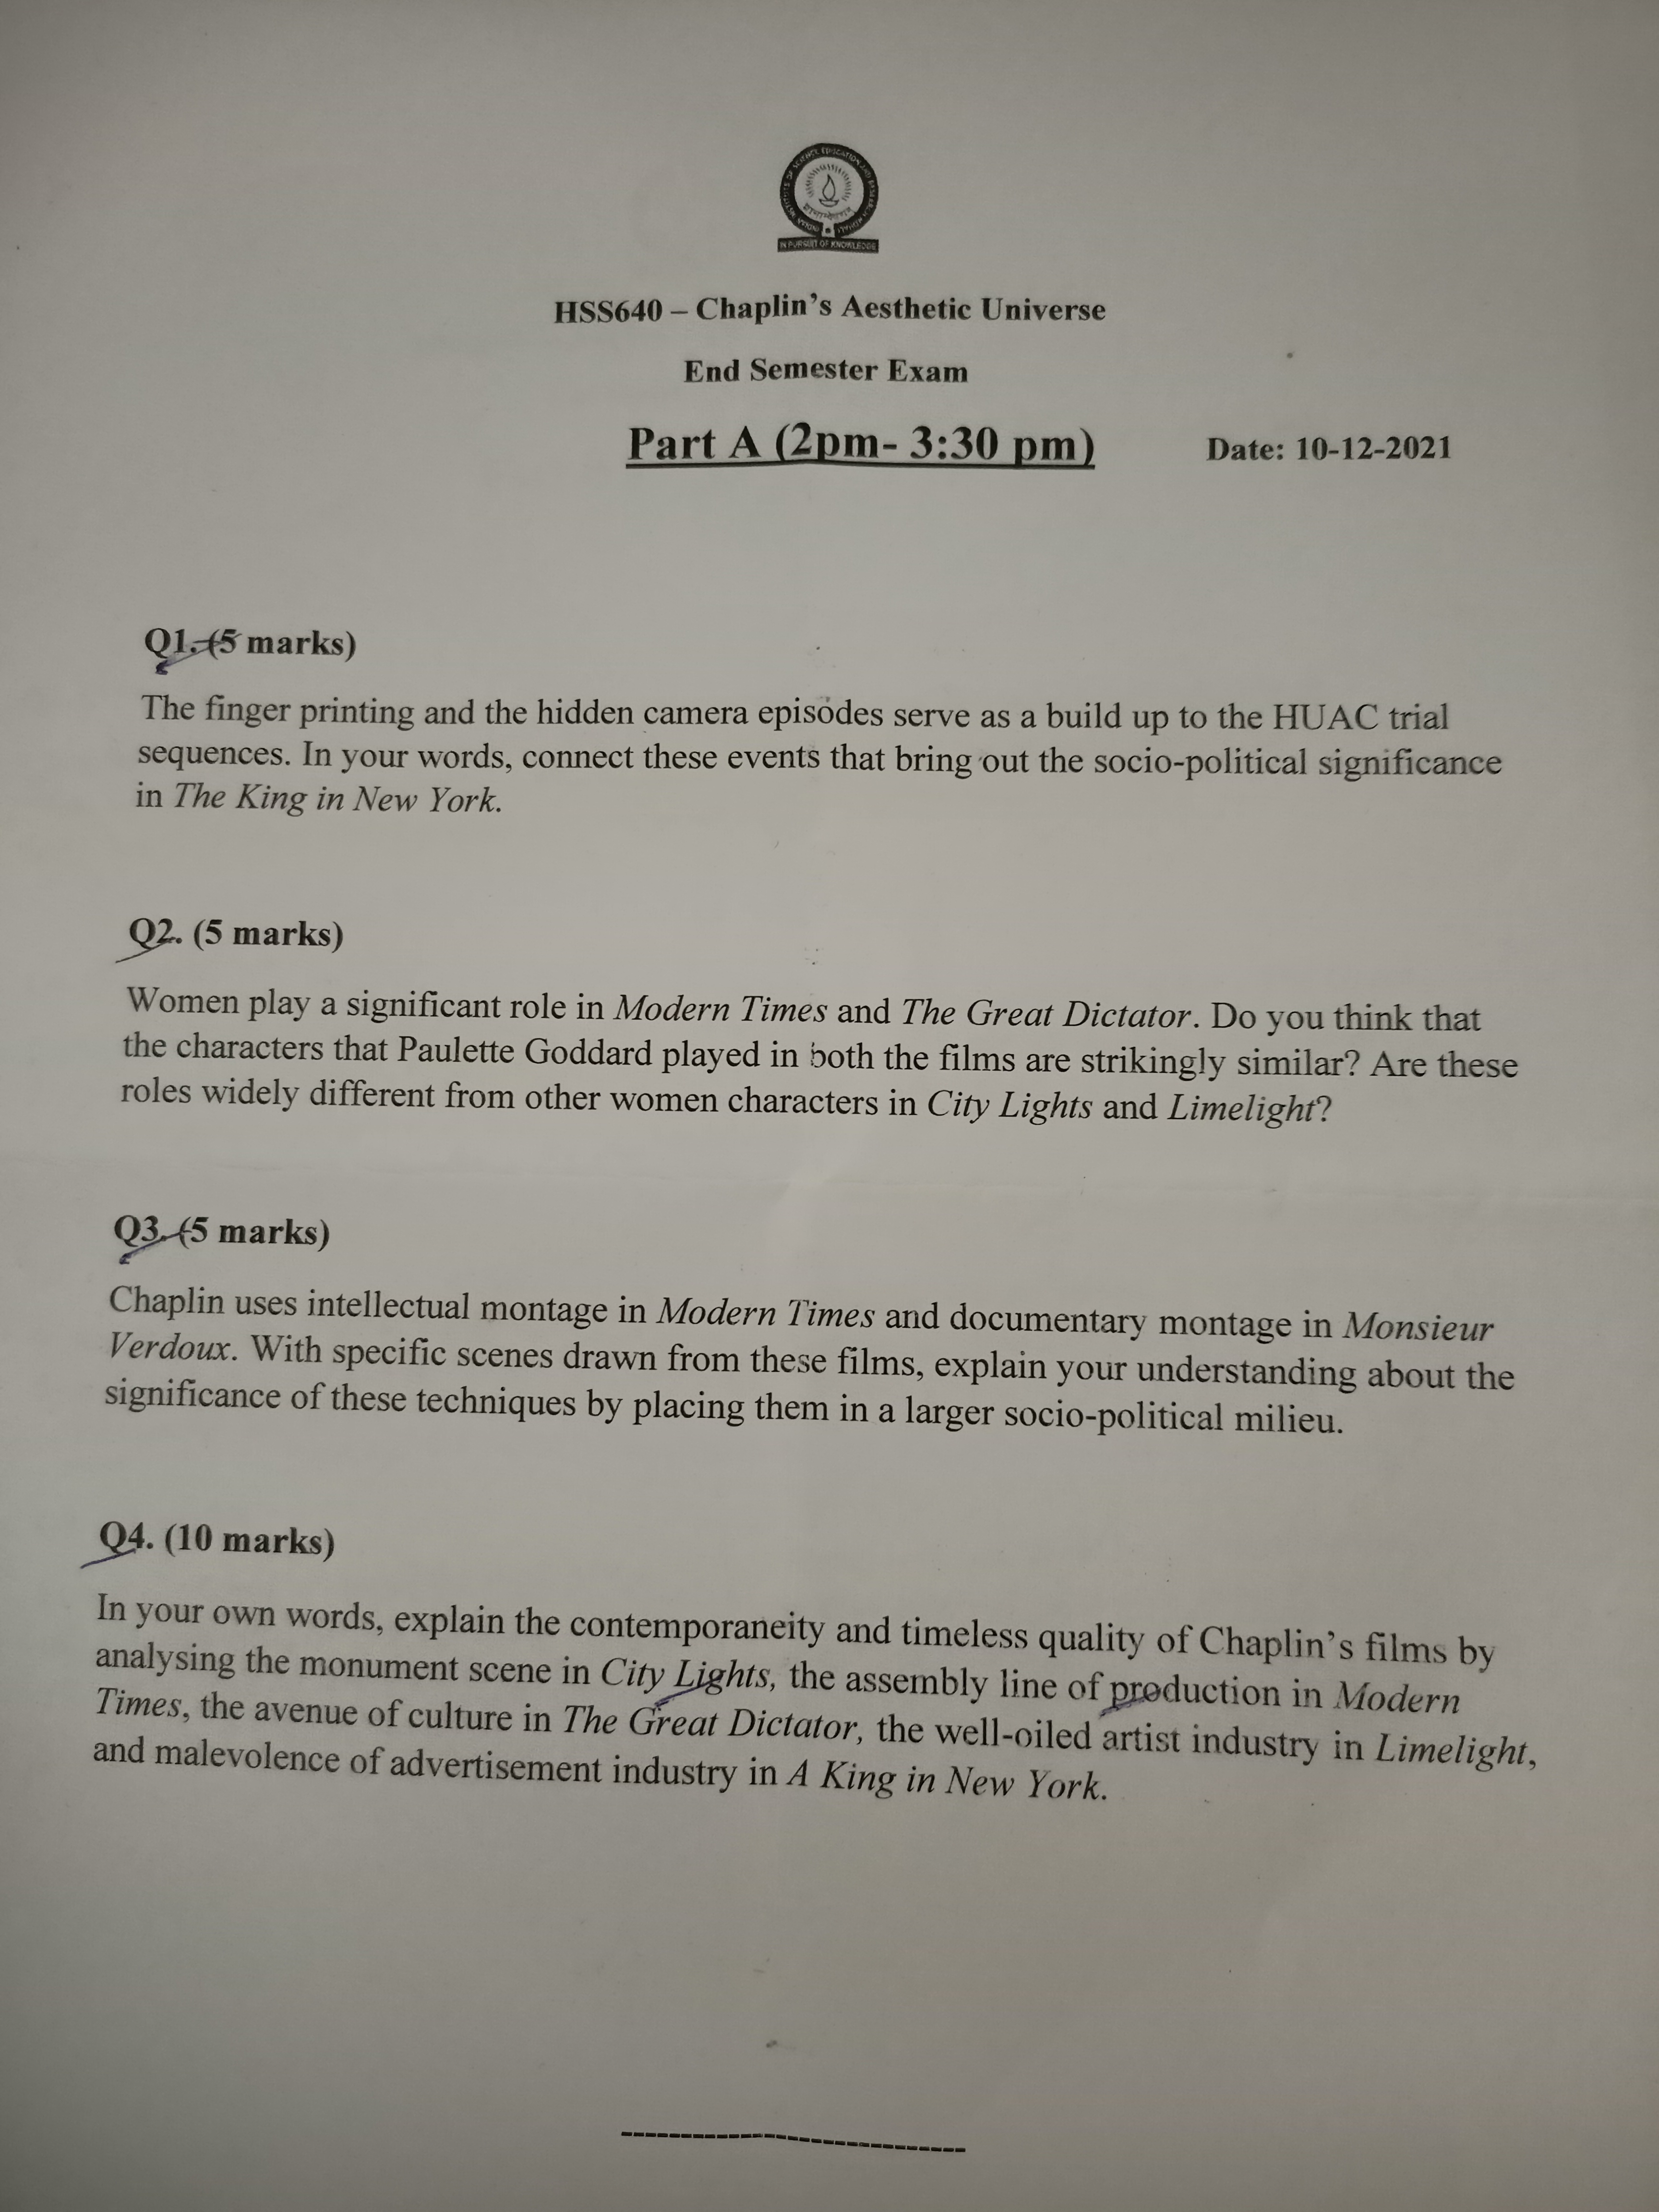 INDIAN INSTITUTE OF SCIENCE EDUCATION AND RESEARCH MOHALI
IN PURSUIT OF KNOWLEDGE
HSS640 – Chaplin’s Aesthetic Universe
End Semester Exam
Part A (2pm- 3:30 pm) Date: 10-12-2021
Q1. (5 marks)
The finger printing and the hidden camera episodes serve as a build up to the HUAC trial
sequences. In your words, connect these events that bring out the socio-political significance
in The King in New York.
Q2. (5 marks)
Women play a significant role in Modern Times and The Great Dictator. Do you think that
the characters that Paulette Goddard played in both the films are strikingly similar? Are these
roles widely different from other women characters in City Lights and Limelight?
Q3. (5 marks)
Chaplin uses intellectual montage in Modern Times and documentary montage in Monsieur
Verdoux. With specific scenes drawn from these films, explain your understanding about the
significance of these techniques by placing them in a larger socio-political milieu.
Q4. (10 marks)
In your own words, explain the contemporaneity and timeless quality of Chaplin’s films by
analysing the monument scene in City Lights, the assembly line of production in Modern
Times, the avenue of culture in The Great Dictator, the well-oiled artist industry in Limelight,
and malevolence of advertisement industry in A King in New York.